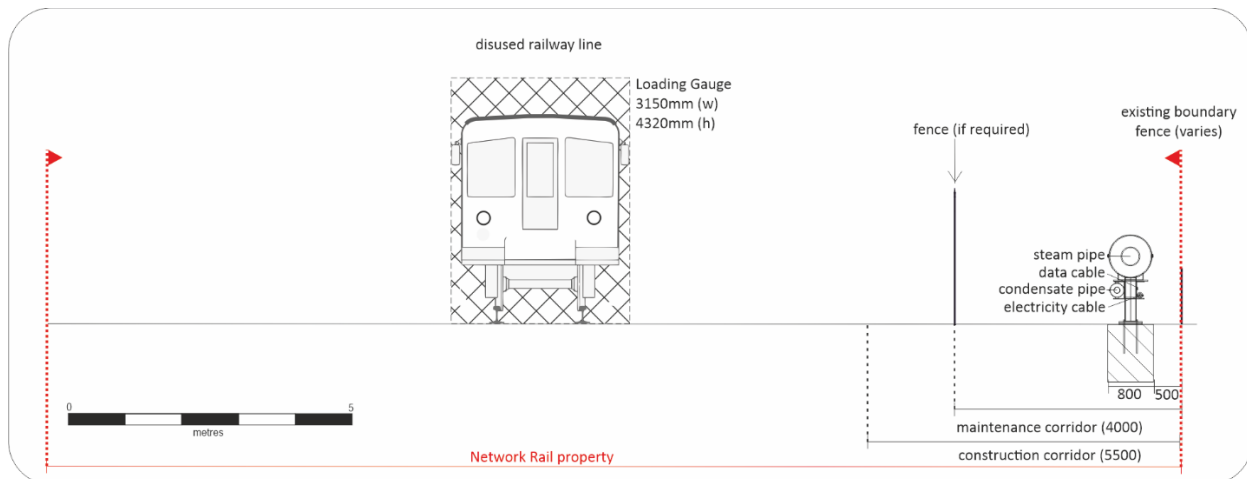 disused railway line
Loading Gauge
3150mm (w)
4320mm (h)
fence (if required)
existing boundary
fence (varies)
steam pipe
data cable
condensate pipe
electricity cable
800
500
0
5
metres
maintenance corridor (4000)
Network Rail property
construction corridor (5500)